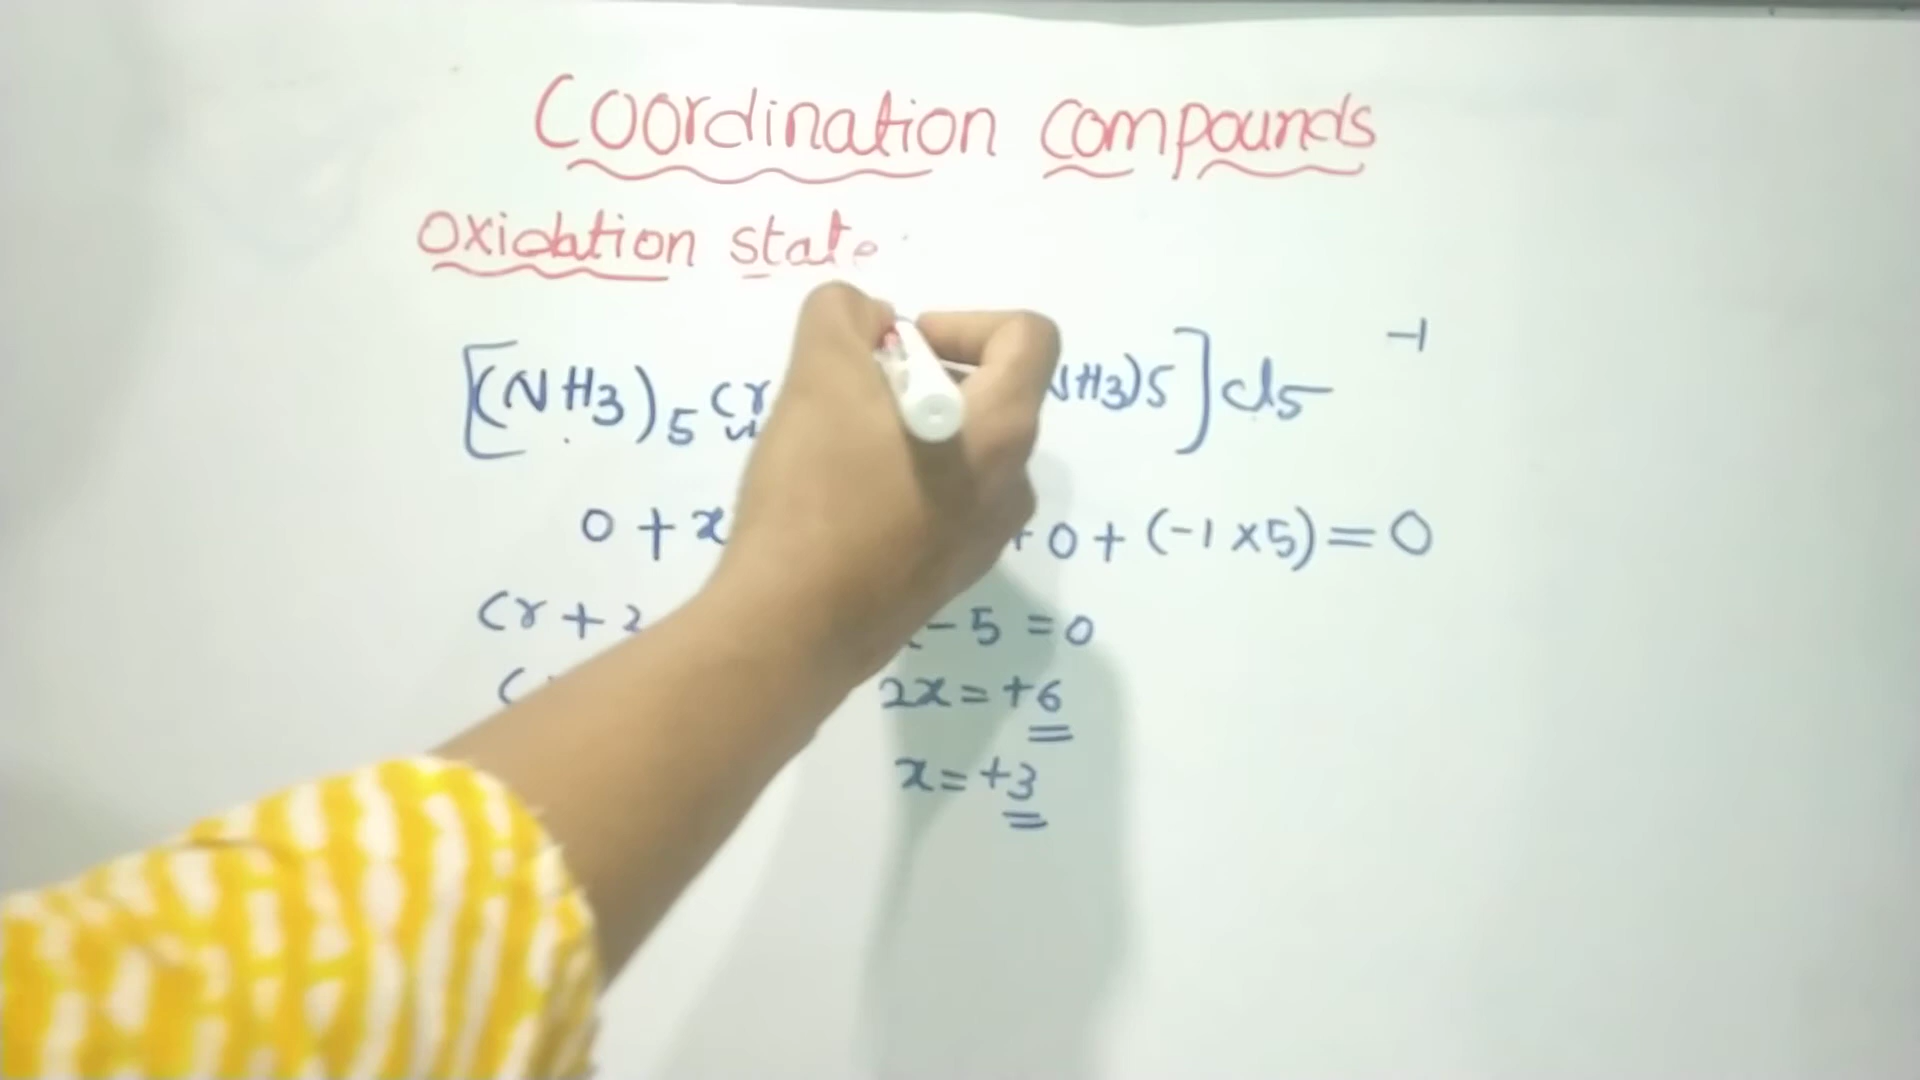 Coordination compounds
Oxidation state
-1
[(NH3)5 Cr NH3)5]Cl5
0 + x + 0 + (-1 x 5) = 0
Cr + 2 - 5 = 0
2x = +6
x = +3